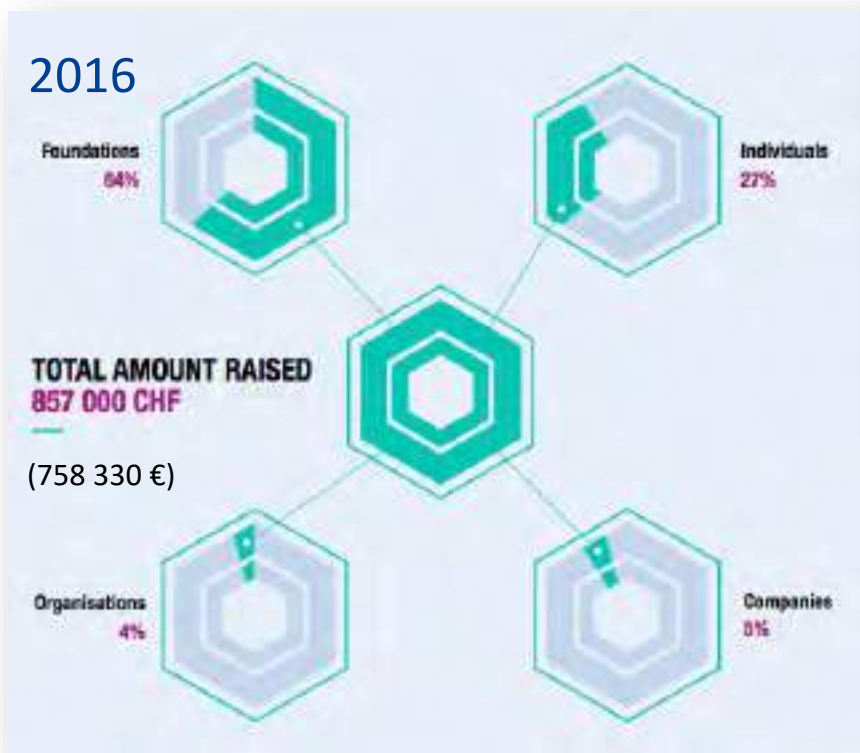 2016
Foundations
64%
Individuals
27%
TOTAL AMOUNT RAISED
857 000 CHF
(758 330 €)
Organisations
4%
Companies
5%